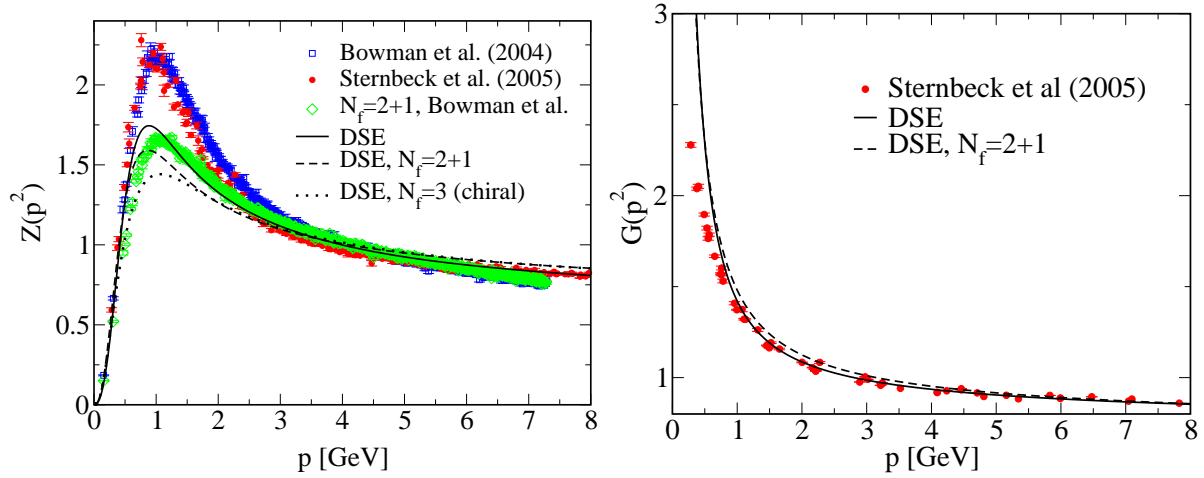 Bowman et al. (2004)
Sternbeck et al. (2005)
N_f=2+1, Bowman et al.
DSE
DSE, N_f=2+1
DSE, N_f=3 (chiral)
Z(p²)
2
1.5
1
0.5
0
0 1 2 3 4 5 6 7 8
p [GeV]
Sternbeck et al (2005)
DSE
DSE, N_f=2+1
G(p²)
3
2
1
0 1 2 3 4 5 6 7 8
p [GeV]